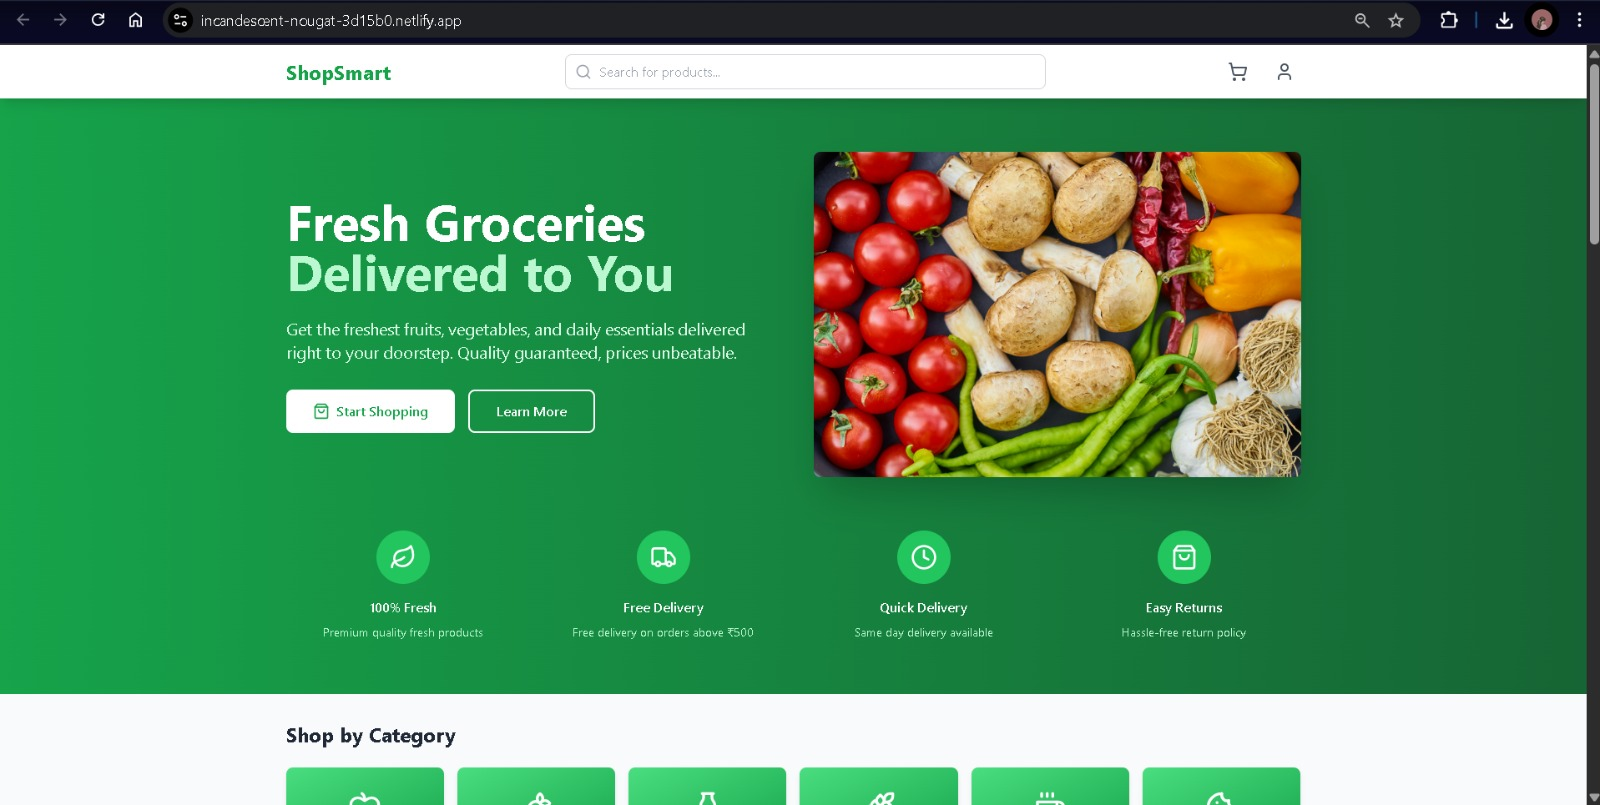 incandescent-nougat-3d15b0.netlify.app
ShopSmart
Search for products...
Fresh Groceries
Delivered to You
Get the freshest fruits, vegetables, and daily essentials delivered
right to your doorstep. Quality guaranteed, prices unbeatable.
Start Shopping
Learn More
100% Fresh
Premium quality fresh products
Free Delivery
Free delivery on orders above ₹500
Quick Delivery
Same day delivery available
Easy Returns
Hassle-free return policy
Shop by Category